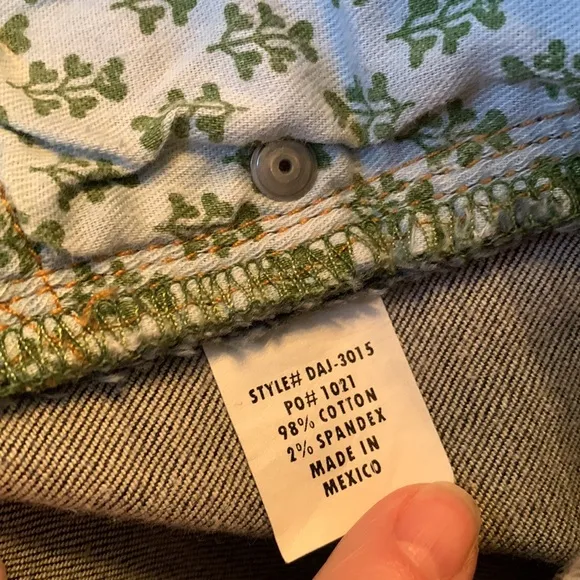 STYLE# DAJ-3015
PO# 1021
98% COTTON
2% SPANDEX
MADE IN
MEXICO